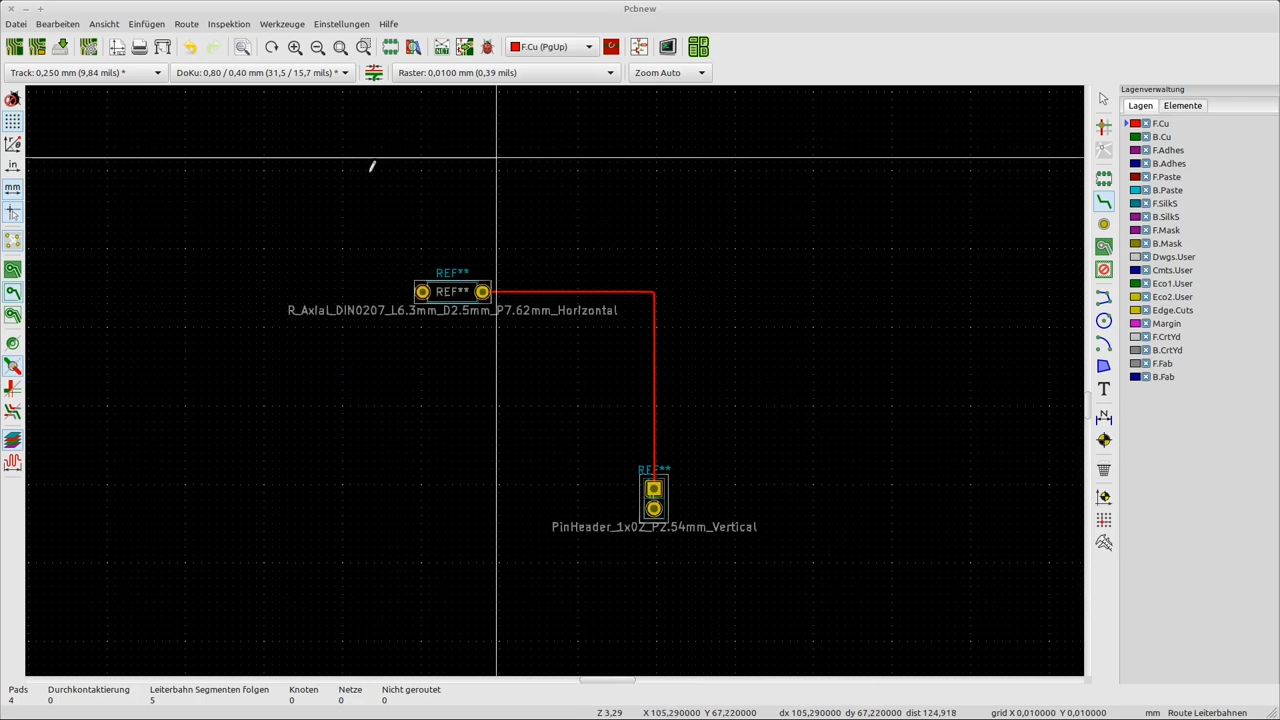 Pcbnew
Datei Bearbeiten Ansicht Einfügen Route Inspektion Werkzeuge Einstellungen Hilfe
F.Cu (PgUp)
Track: 0,250 mm (9,84 mils) * DoKu: 0,80 / 0,40 mm (31,5 / 15,7 mils) * Raster: 0,0100 mm (0,39 mils) Zoom Auto
Lagenverwaltung
Lagen Elemente
F.Cu
B.Cu
F.Adhes
B.Adhes
F.Paste
B.Paste
F.SilkS
B.SilkS
F.Mask
B.Mask
Dwgs.User
Cmts.User
Eco1.User
Eco2.User
Edge.Cuts
Margin
F.CrtYd
B.CrtYd
F.Fab
B.Fab
in
mm
REF**
REF**
R_Axial_DIN0207_L6.3mm_D2.5mm_P7.62mm_Horizontal
REF**
PinHeader_1x02_P2.54mm_Vertical
Pads Durchkontaktierung Leiterbahn Segmenten folgen Knoten Netze Nicht geroutet
4 0 5 0 0 0
Z 3,29 X 105,290000 Y 67,220000 dx 105,290000 dy 67,220000 dist 124,918 grid X 0,010000 Y 0,010000 mm Route Leiterbahnen